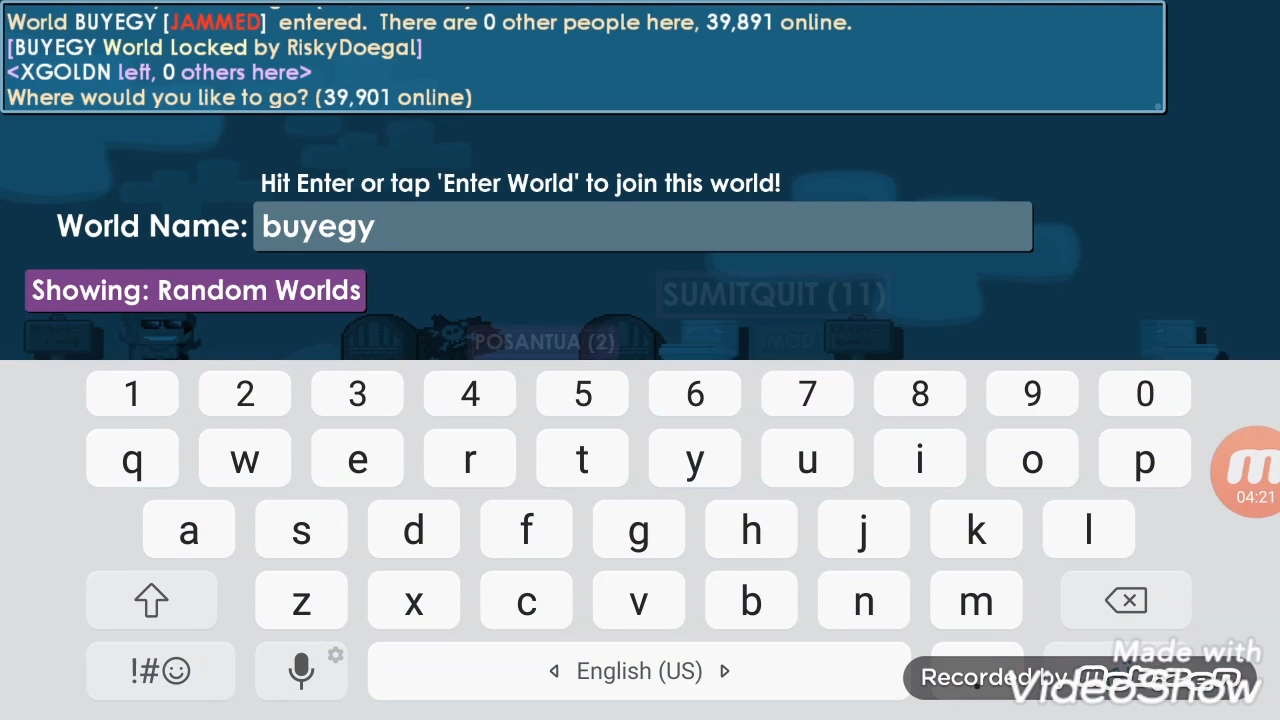 World BUYEGY [JAMMED] entered. There are 0 other people here, 39,891 online.
[BUYEGY World Locked by RiskyDoegal]
<XGOLDN left, 0 others here>
Where would you like to go? (39,901 online)
Hit Enter or tap 'Enter World' to join this world!
World Name: buyegy
Showing: Random Worlds
SUMITQUIT (11)
POSANTUA (2)
1 2 3 4 5 6 7 8 9 0
q w e r t y u i o p
04:21
a s d f g h j k l
z x c v b n m
!#☺ English (US)
Made with
Recorded by
VideoShow